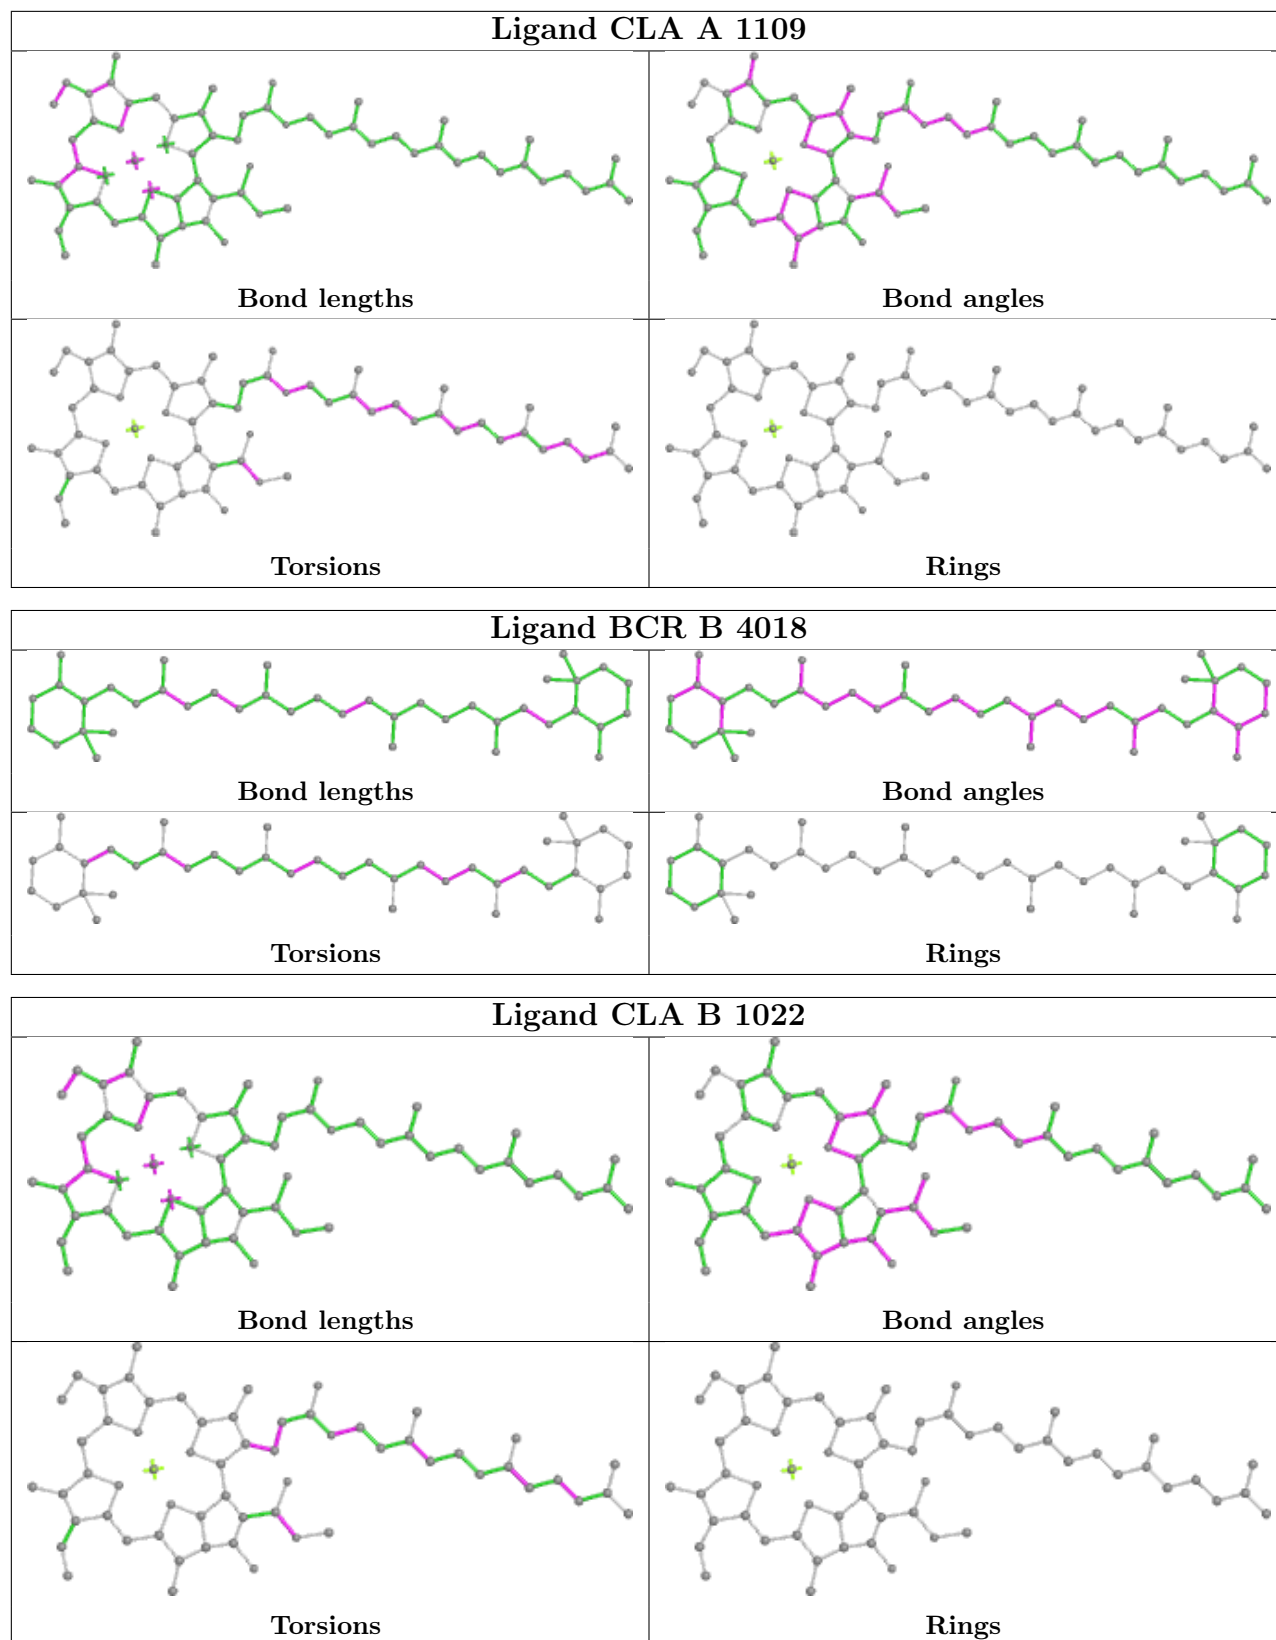 Ligand CLA A 1109
Bond lengths
Bond angles
Torsions
Rings
Ligand BCR B 4018
Bond lengths
Bond angles
Torsions
Rings
Ligand CLA B 1022
Bond lengths
Bond angles
Torsions
Rings